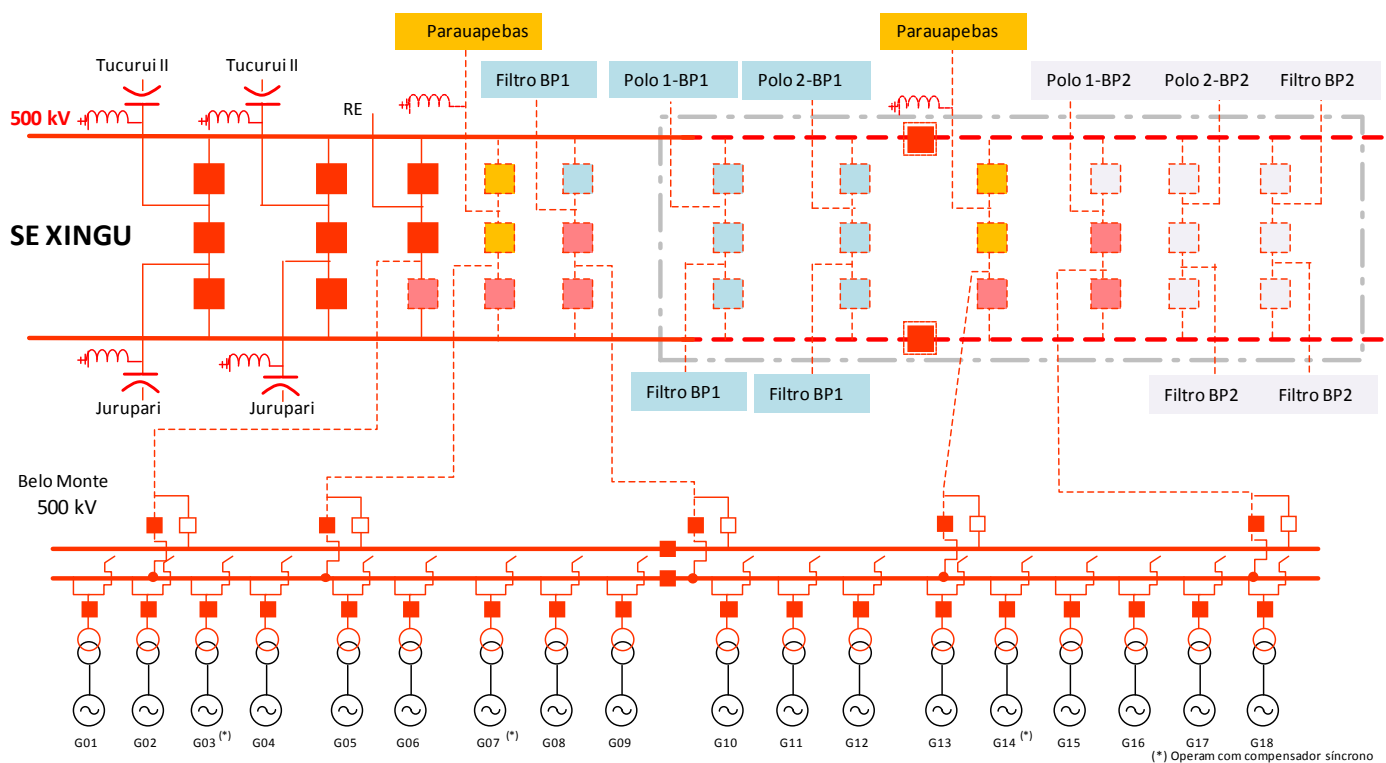 Parauapebas
Parauapebas
Tucurui II
Tucurui II
Filtro BP1
Polo 1-BP1
Polo 2-BP1
Polo 1-BP2
Polo 2-BP2
Filtro BP2
500 kV
RE
SE XINGU
Filtro BP1
Filtro BP1
Filtro BP2
Filtro BP2
Jurupari
Jurupari
Belo Monte
500 kV
G01
G02
G03 (*)
G04
G05
G06
G07 (*)
G08
G09
G10
G11
G12
G13
G14 (*)
G15
G16
G17
G18
(*) Operam com compensador síncrono